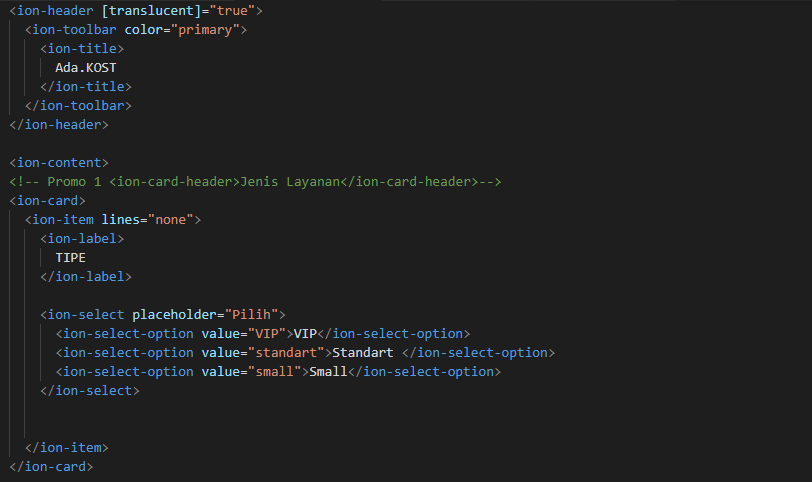 <ion-header [translucent]="true">
  <ion-toolbar color="primary">
    <ion-title>
      Ada.KOST
    </ion-title>
  </ion-toolbar>
</ion-header>

<ion-content>
<!-- Promo 1 <ion-card-header>Jenis Layanan</ion-card-header>-->
<ion-card>
  <ion-item lines="none">
    <ion-label>
      TIPE
    </ion-label>

    <ion-select placeholder="Pilih">
      <ion-select-option value="VIP">VIP</ion-select-option>
      <ion-select-option value="standart">Standart </ion-select-option>
      <ion-select-option value="small">Small</ion-select-option>
    </ion-select>


  </ion-item>
</ion-card>